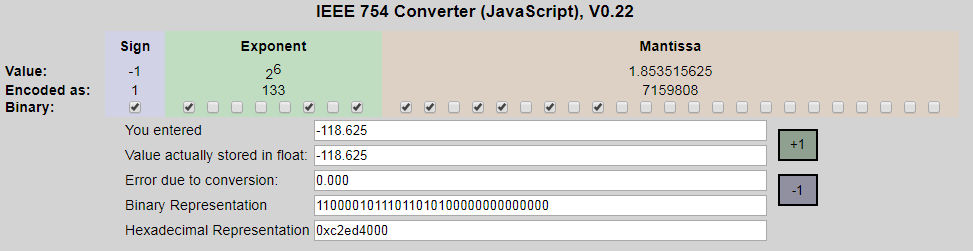 IEEE 754 Converter (JavaScript), V0.22
Sign Exponent Mantissa
Value: -1 2^6 1.853515625
Encoded as: 1 133 7159808
Binary:
You entered -118.625
Value actually stored in float: -118.625
+1
Error due to conversion: 0.000
-1
Binary Representation 11000010111011010100000000000000
Hexadecimal Representation 0xc2ed4000